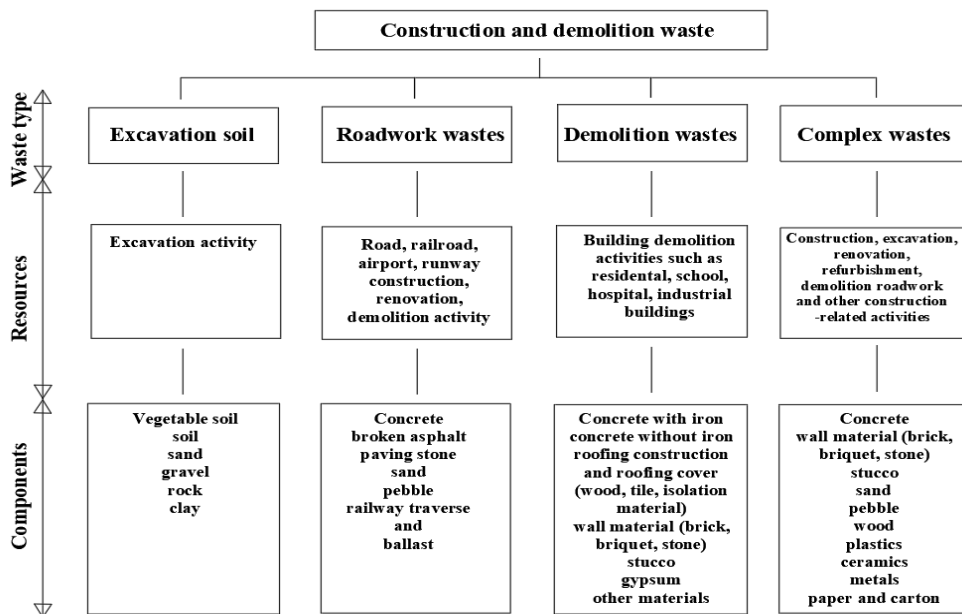 Construction and demolition waste
Waste type
Excavation soil
Roadwork wastes
Demolition wastes
Complex wastes
Resources
Excavation activity
Road, railroad,
airport, runway
construction,
renovation,
demolition activity
Building demolition
activities such as
residental, school,
hospital, industrial
buildings
Construction, excavation,
renovation,
refurbishment,
demolition roadwork
and other construction
-related activities
Components
Vegetable soil
soil
sand
gravel
rock
clay
Concrete
broken asphalt
paving stone
sand
pebble
railway traverse
and
ballast
Concrete with iron
concrete without iron
roofing construction
and roofing cover
(wood, tile, isolation
material)
wall material (brick,
briquet, stone)
stucco
gypsum
other materials
Concrete
wall material (brick,
briquet, stone)
stucco
sand
pebble
wood
plastics
ceramics
metals
paper and carton